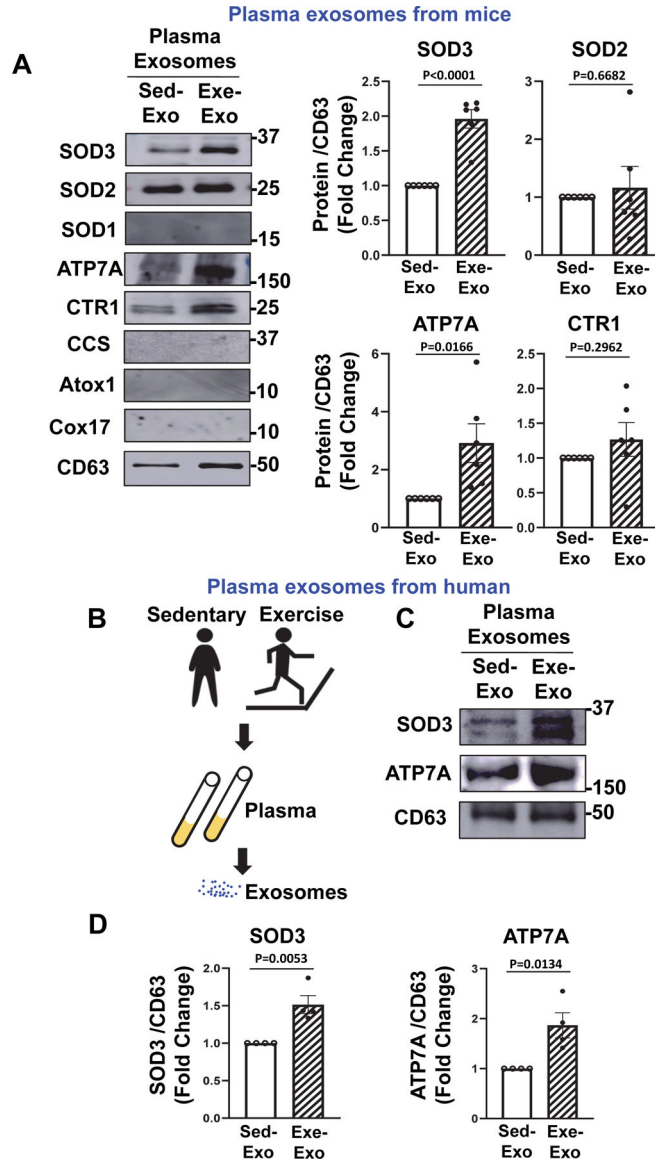 Plasma exosomes from mice
A
Plasma
Exosomes
Sed-
Exo
Exe-
Exo
SOD3
-37
SOD2
-25
SOD1
-15
ATP7A
-150
CTR1
-25
CCS
-37
Atox1
-10
Cox17
-10
CD63
-50
SOD3
P<0.0001
Protein /CD63
(Fold Change)
2.5
2.0
1.5
1.0
0.5
0.0
Sed-
Exo
Exe-
Exo
SOD2
P=0.6682
3
2
1
0
Sed-
Exo
Exe-
Exo
ATP7A
P=0.0166
Protein /CD63
(Fold Change)
6
4
2
0
Sed-
Exo
Exe-
Exo
CTR1
P=0.2962
2.5
2.0
1.5
1.0
0.5
0.0
Sed-
Exo
Exe-
Exo
Plasma exosomes from human
B
Sedentary Exercise
Plasma
Exosomes
C
Plasma
Exosomes
Sed-
Exo
Exe-
Exo
SOD3
-37
ATP7A
-150
CD63
-50
D
SOD3
P=0.0053
SOD3 /CD63
(Fold Change)
2.0
1.5
1.0
0.5
0.0
Sed-
Exo
Exe-
Exo
ATP7A
P=0.0134
ATP7A /CD63
(Fold Change)
3
2
1
0
Sed-
Exo
Exe-
Exo